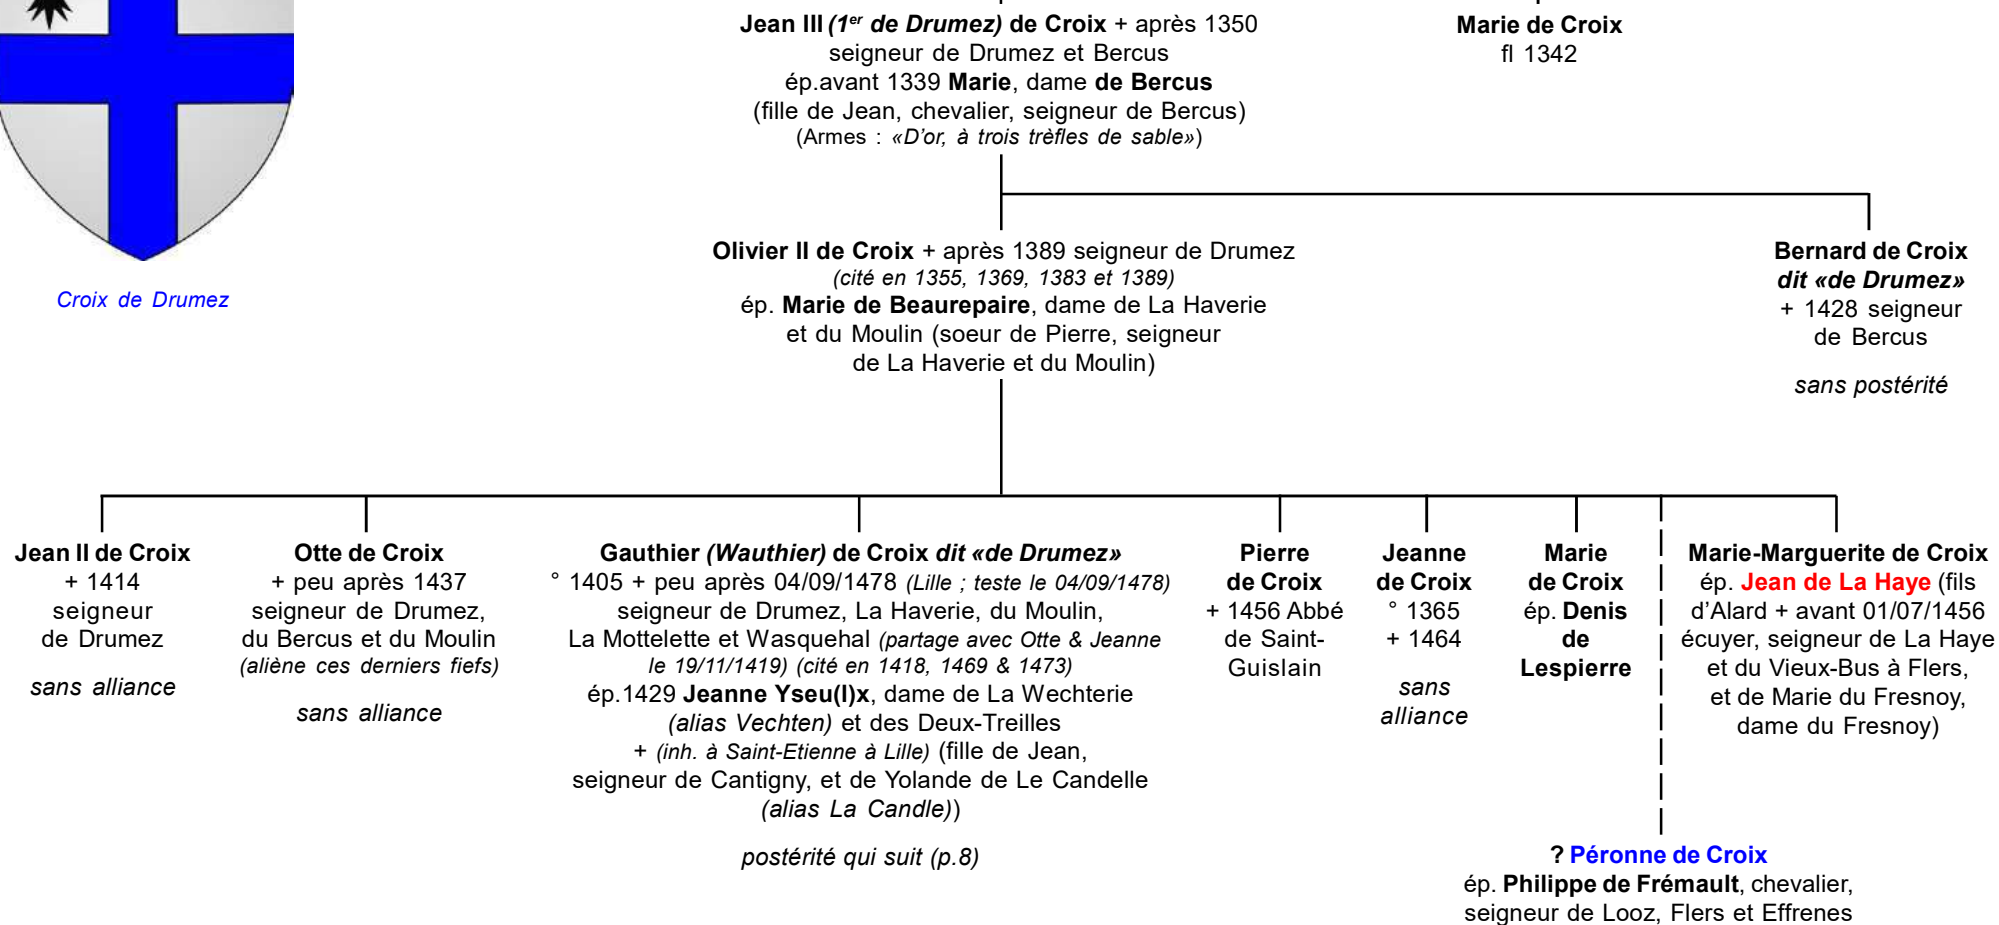 Jean III (1er de Drumez) de Croix + après 1350
seigneur de Drumez et Bercus
ép.avant 1339 Marie, dame de Bercus
(fille de Jean, chevalier, seigneur de Bercus)
(Armes : «D'or, à trois trèfles de sable»)
Marie de Croix
fl 1342
Croix de Drumez
Olivier II de Croix + après 1389 seigneur de Drumez
(cité en 1355, 1369, 1383 et 1389)
ép. Marie de Beaurepaire, dame de La Haverie
et du Moulin (soeur de Pierre, seigneur
de La Haverie et du Moulin)
Bernard de Croix
dit «de Drumez»
+ 1428 seigneur
de Bercus
sans postérité
Jean II de Croix
+ 1414
seigneur
de Drumez
sans alliance
Otte de Croix
+ peu après 1437
seigneur de Drumez,
du Bercus et du Moulin
(aliène ces derniers fiefs)
sans alliance
Gauthier (Wauthier) de Croix dit «de Drumez»
° 1405 + peu après 04/09/1478 (Lille ; teste le 04/09/1478)
seigneur de Drumez, La Haverie, du Moulin,
La Mottelette et Wasquehal (partage avec Otte & Jeanne
le 19/11/1419) (cité en 1418, 1469 & 1473)
ép.1429 Jeanne Yseu(l)x, dame de La Wechterie
(alias Vechten) et des Deux-Treilles
+ (inh. à Saint-Etienne à Lille) (fille de Jean,
seigneur de Cantigny, et de Yolande de Le Candelle
(alias La Candle))
postérité qui suit (p.8)
Pierre
de Croix
+ 1456 Abbé
de Saint-
Guislain
Jeanne
de Croix
° 1365
+ 1464
sans
alliance
Marie
de Croix
ép. Denis
de
Lespierre
Marie-Marguerite de Croix
ép. Jean de La Haye (fils
d'Alard + avant 01/07/1456
écuyer, seigneur de La Haye
et du Vieux-Bus à Flers,
et de Marie du Fresnoy,
dame du Fresnoy)
? Péronne de Croix
ép. Philippe de Frémault, chevalier,
seigneur de Looz, Flers et Effrenes